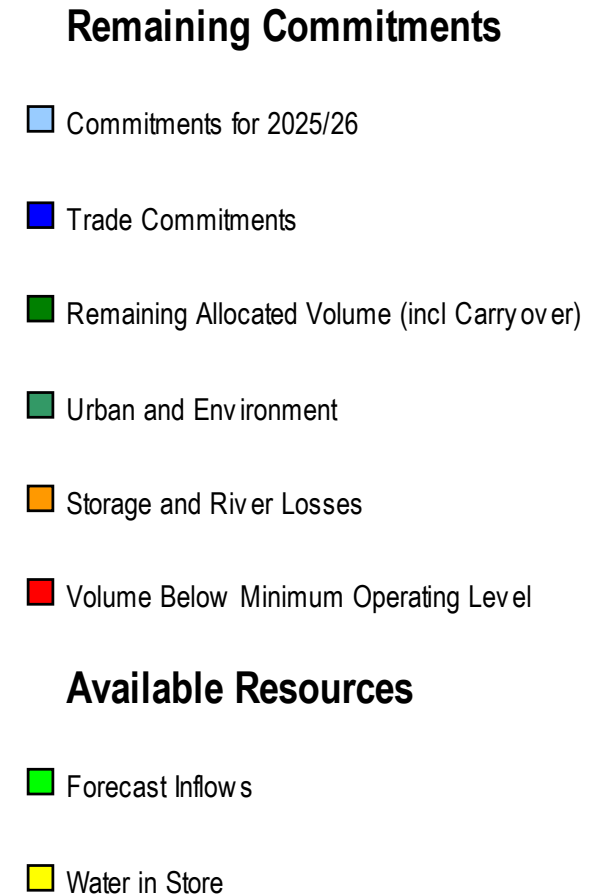 Remaining Commitments
Commitments for 2025/26
Trade Commitments
Remaining Allocated Volume (incl Carryover)
Urban and Environment
Storage and River Losses
Volume Below Minimum Operating Level
Available Resources
Forecast Inflows
Water in Store